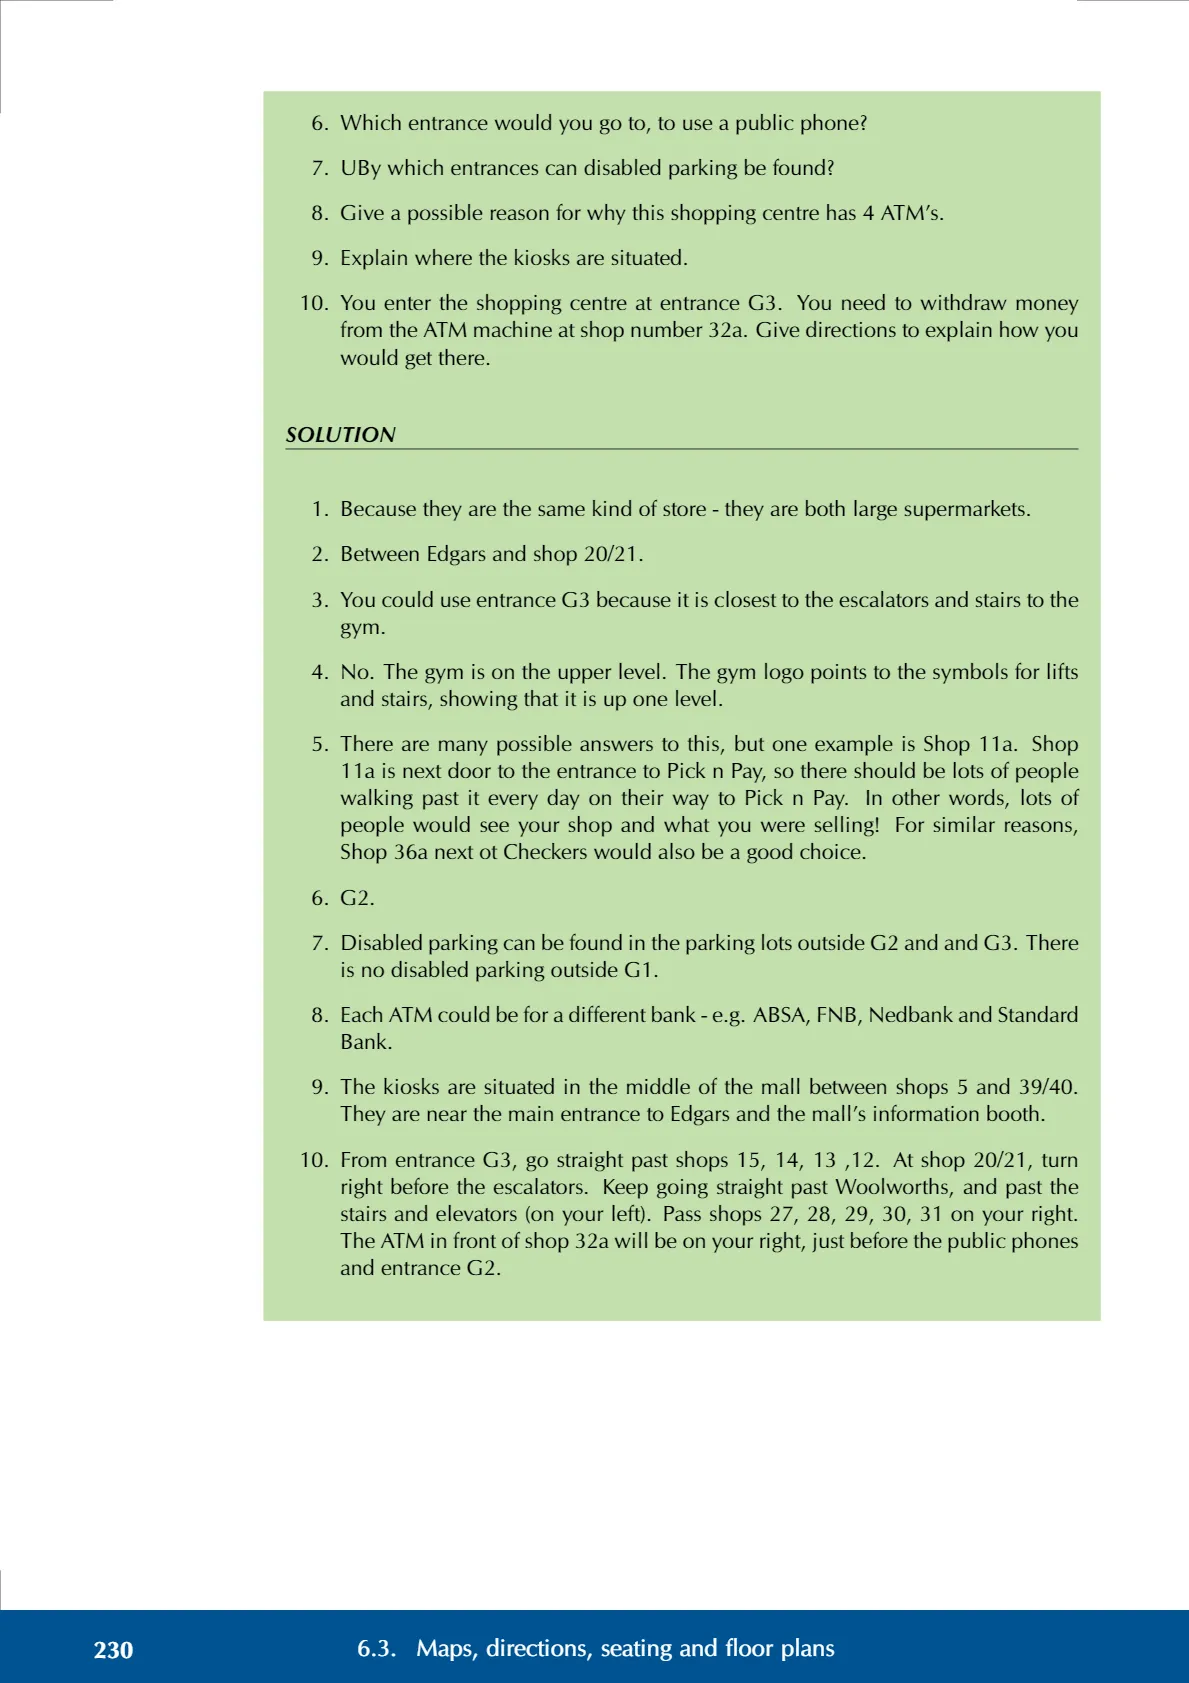 6. Which entrance would you go to, to use a public phone?
7. UBy which entrances can disabled parking be found?
8. Give a possible reason for why this shopping centre has 4 ATM's.
9. Explain where the kiosks are situated.
10. You enter the shopping centre at entrance G3. You need to withdraw money
from the ATM machine at shop number 32a. Give directions to explain how you
would get there.
SOLUTION
1. Because they are the same kind of store - they are both large supermarkets.
2. Between Edgars and shop 20/21.
3. You could use entrance G3 because it is closest to the escalators and stairs to the
gym.
4. No. The gym is on the upper level. The gym logo points to the symbols for lifts
and stairs, showing that it is up one level.
5. There are many possible answers to this, but one example is Shop 11a. Shop
11a is next door to the entrance to Pick n Pay, so there should be lots of people
walking past it every day on their way to Pick n Pay. In other words, lots of
people would see your shop and what you were selling! For similar reasons,
Shop 36a next ot Checkers would also be a good choice.
6. G2.
7. Disabled parking can be found in the parking lots outside G2 and and G3. There
is no disabled parking outside G1.
8. Each ATM could be for a different bank - e.g. ABSA, FNB, Nedbank and Standard
Bank.
9. The kiosks are situated in the middle of the mall between shops 5 and 39/40.
They are near the main entrance to Edgars and the mall's information booth.
10. From entrance G3, go straight past shops 15, 14, 13 ,12. At shop 20/21, turn
right before the escalators. Keep going straight past Woolworths, and past the
stairs and elevators (on your left). Pass shops 27, 28, 29, 30, 31 on your right.
The ATM in front of shop 32a will be on your right, just before the public phones
and entrance G2.
230 6.3. Maps, directions, seating and floor plans